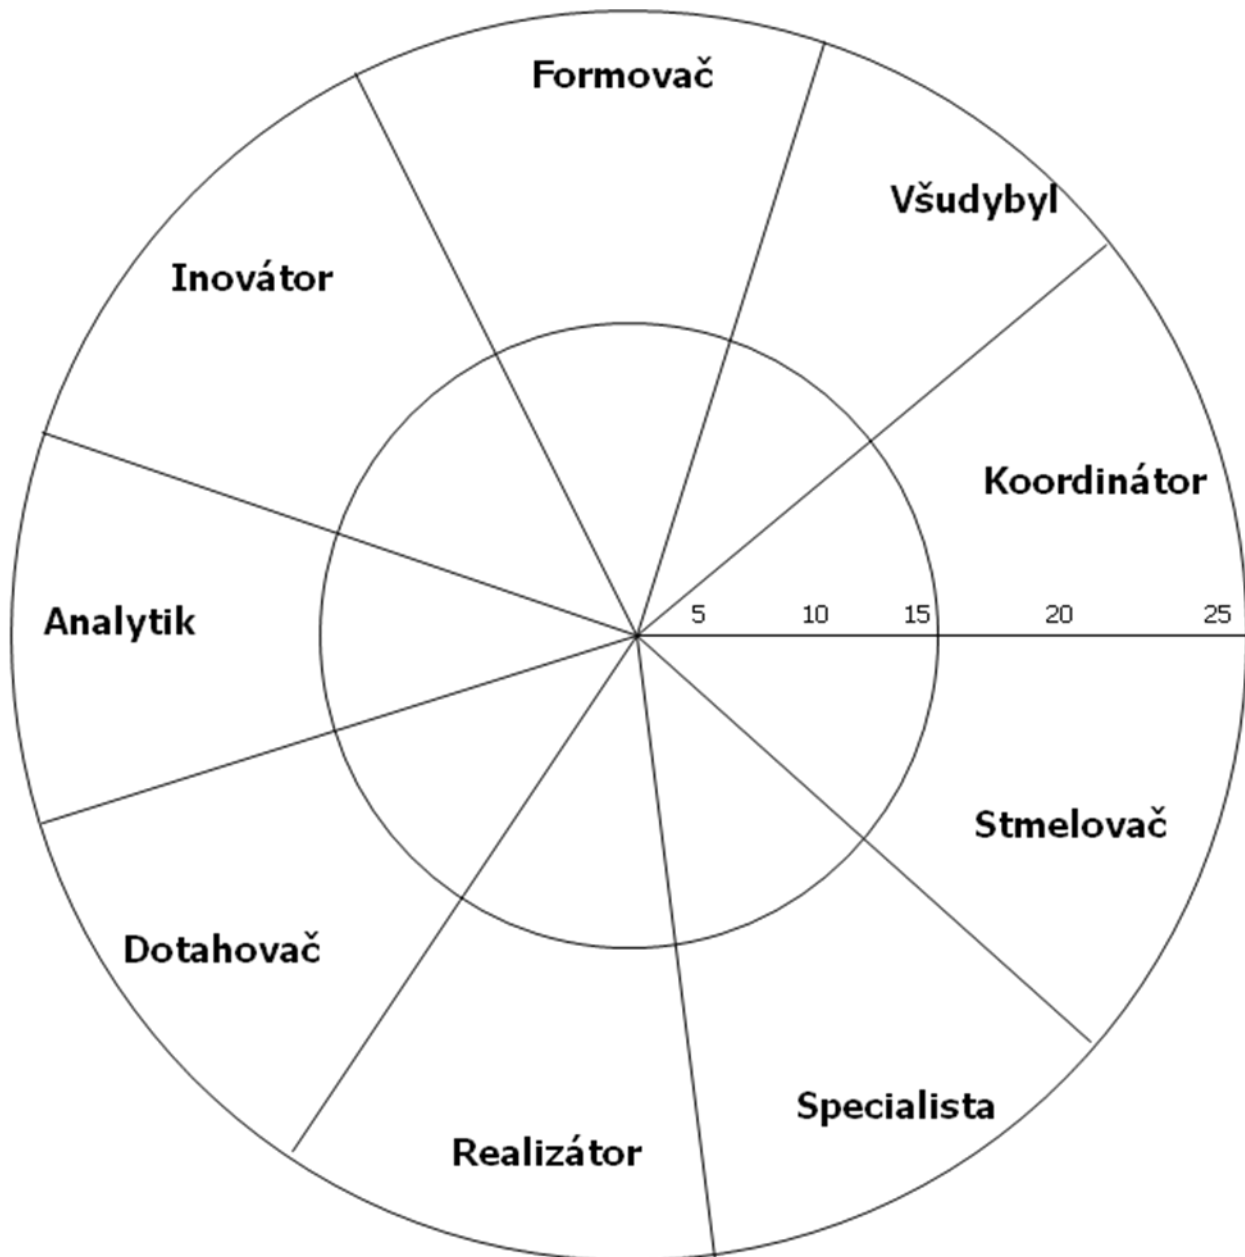 Formovač
Všudybyl
Inovátor
Koordinátor
5 10 15 20 25
Analytik
Stmelovač
Dotahovač
Specialista
Realizátor